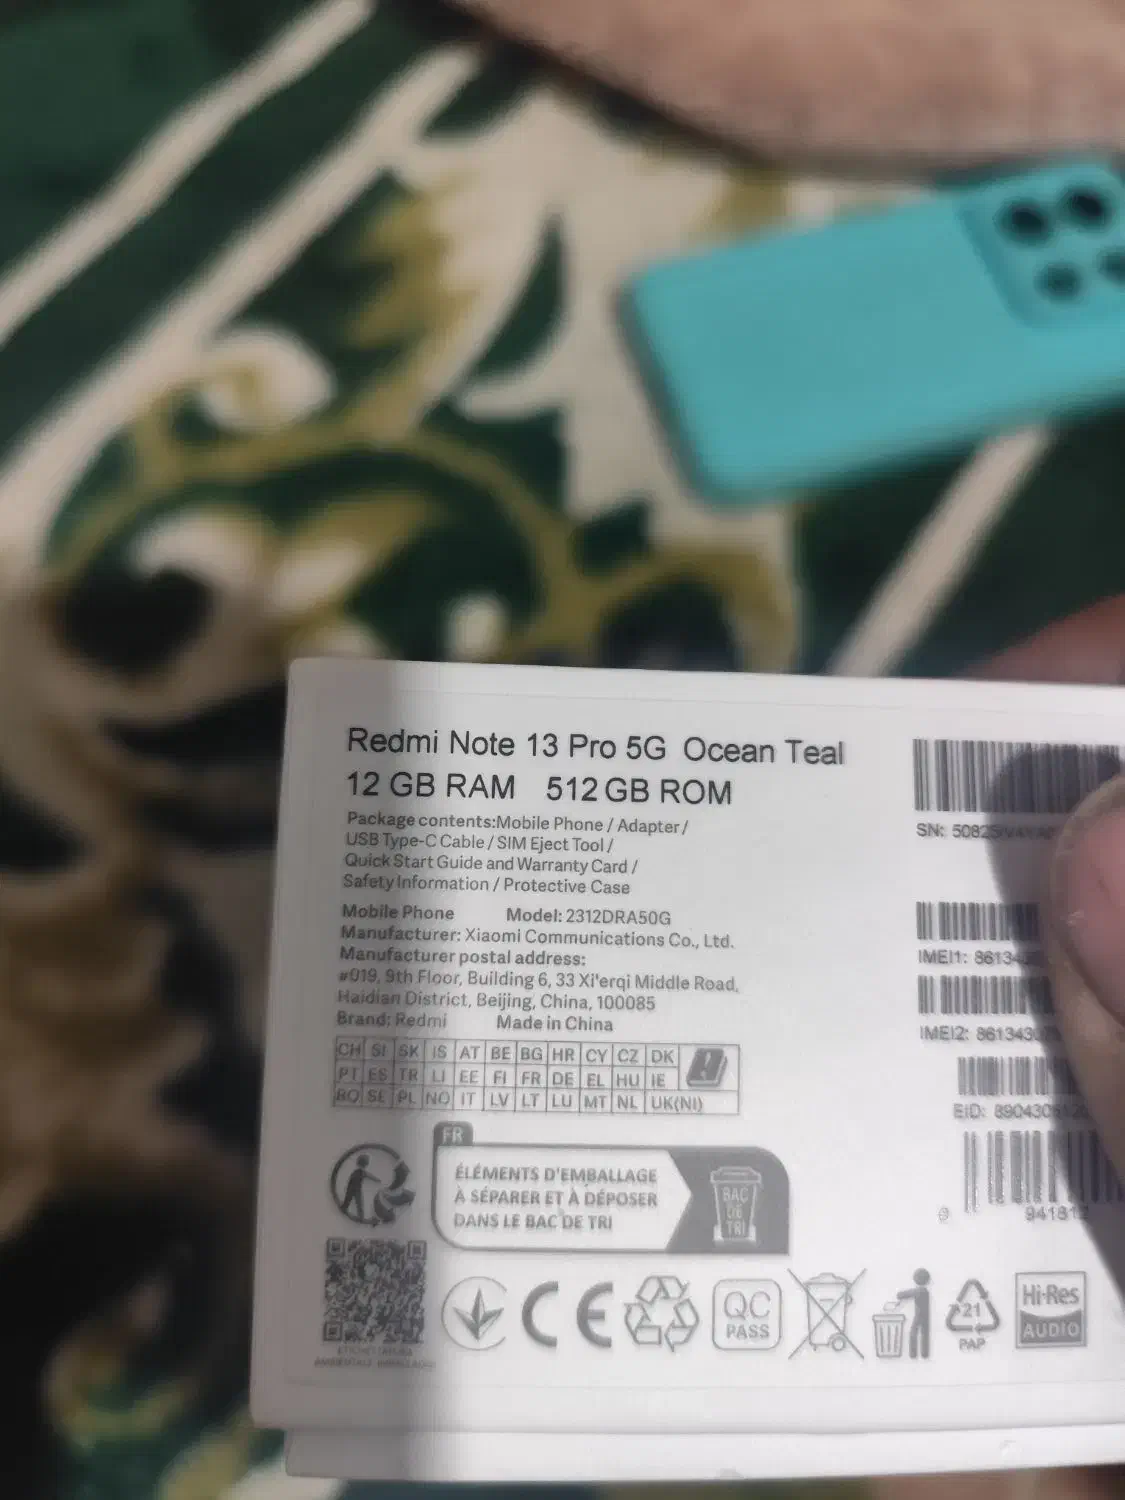 Redmi Note 13 Pro 5G Ocean Teal
12 GB RAM 512 GB ROM
Package contents:Mobile Phone / Adapter /
USB Type-C Cable / SIM Eject Tool /
Quick Start Guide and Warranty Card /
Safety Information / Protective Case
Mobile Phone Model: 2312DRA50G
Manufacturer: Xiaomi Communications Co., Ltd.
Manufacturer postal address:
#019, 9th Floor, Building 6, 33 Xi'erqi Middle Road,
Haidian District, Beijing, China, 100085
Brand: Redmi Made in China
CH SI SK IS AT BE BG HR CY CZ DK
PT ES TR LI EE FI FR DE EL HU IE
RO SE PL NO IT LV LT LU MT NL UK(NI)
FR
ÉLÉMENTS D'EMBALLAGE
À SÉPARER ET À DÉPOSER
DANS LE BAC DE TRI
BAC
DE
TRI
CE
QC
PASS
21
PAP
Hi-Res
AUDIO
SN: 5082
IMEI1: 86134
IMEI2: 8613430
EID: 890430
941812